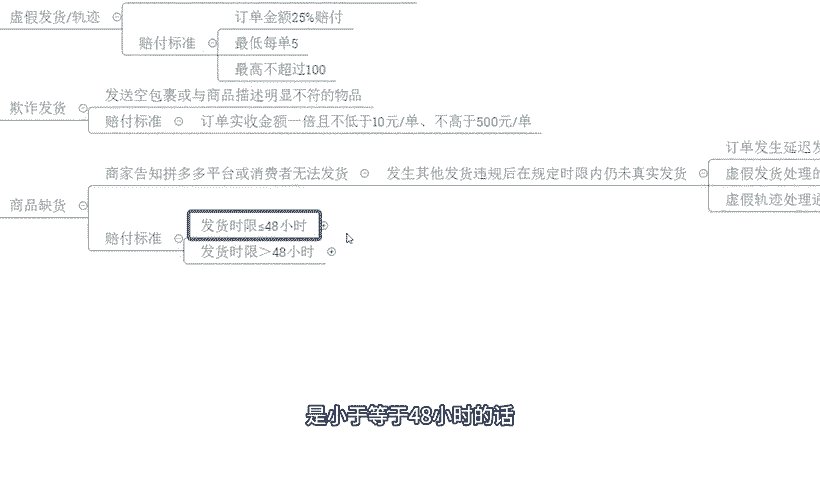 虚假发货/轨迹
订单金额25%赔付
赔付标准
最低每单5
最高不超过100
欺诈发货
发送空包裹或与商品描述明显不符的物品
赔付标准
订单实收金额一倍且不低于10元/单、不高于500元/单
商品缺货
商家告知拼多多平台或消费者无法发货
发生其他发货违规后在规定时限内仍未真实发货
订单发生延迟发
虚假发货处理的
虚假轨迹处理通
赔付标准
发货时限≤48小时
发货时限＞48小时
是小于等于48小时的话